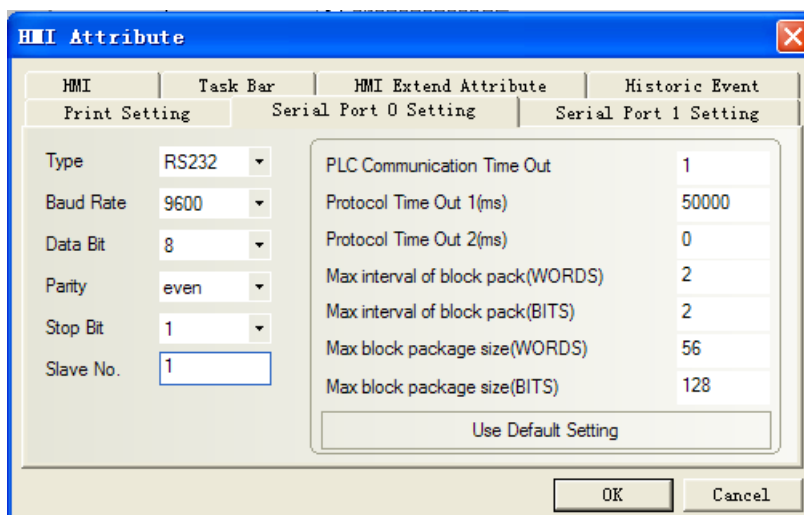 HMI Attribute
HMI Task Bar HMI Extend Attribute Historic Event
Print Setting Serial Port 0 Setting Serial Port 1 Setting
Type RS232
Baud Rate 9600
Data Bit 8
Parity even
Stop Bit 1
Slave No. 1
PLC Communication Time Out 1
Protocol Time Out 1(ms) 50000
Protocol Time Out 2(ms) 0
Max interval of block pack(WORDS) 2
Max interval of block pack(BITS) 2
Max block package size(WORDS) 56
Max block package size(BITS) 128
Use Default Setting
OK Cancel